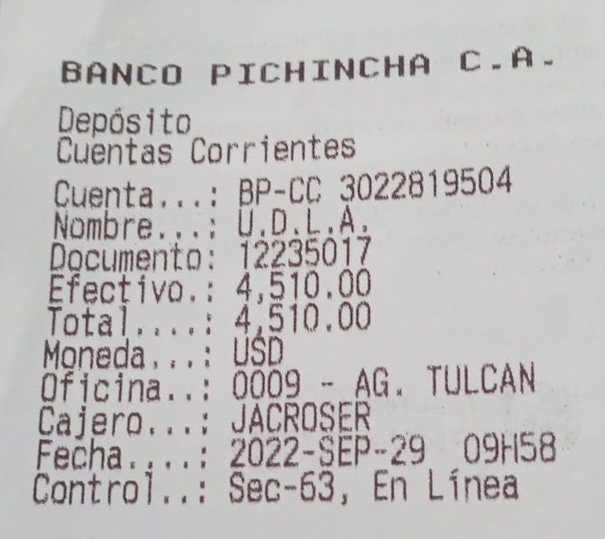 BANCO PICHINCHA C.A.
Depósito
Cuentas Corrientes
Cuenta...: BP-CC 3022819504
Nombre...: U.D.L.A.
Documento: 12235017
Efectivo.: 4,510.00
Total....: 4,510.00
Moneda...: USD
Oficina..: 0009 - AG. TULCAN
Cajero...: JACROSER
Fecha....: 2022-SEP-29 09H58
Control..: Sec-63, En Línea